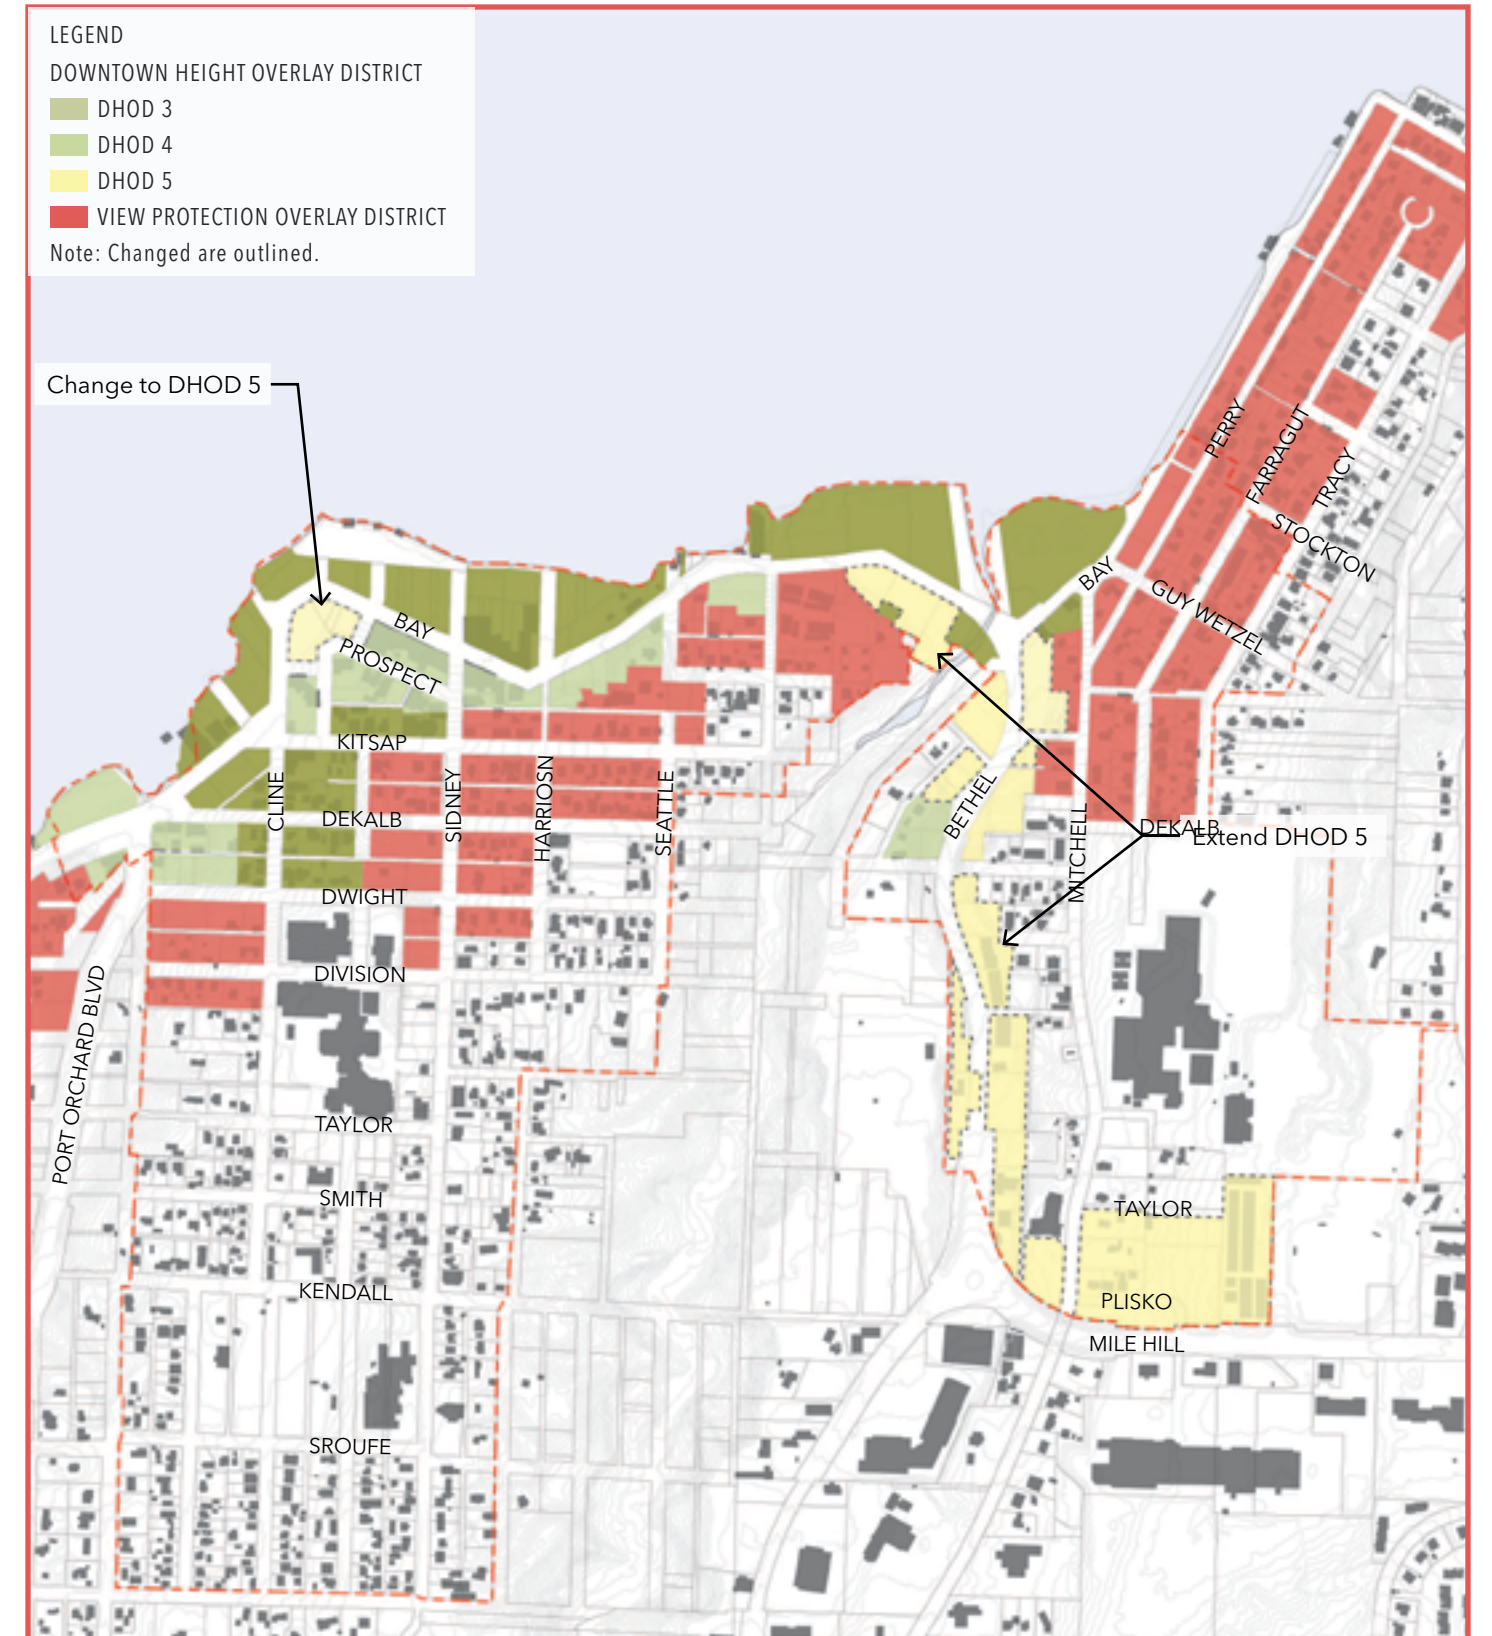 LEGEND
DOWNTOWN HEIGHT OVERLAY DISTRICT
DHOD 3
DHOD 4
DHOD 5
VIEW PROTECTION OVERLAY DISTRICT
Note: Changed are outlined.
Change to DHOD 5
PERRY
FARRAGUT
TRACY
STOCKTON
BAY
GUY WETZEL
BAY
PROSPECT
KITSAP
CLINE
SIDNEY
HARRIOSN
SEATTLE
DEKALB
BETHEL
MITCHELL
DEKALB
Extend DHOD 5
DWIGHT
DIVISION
PORT ORCHARD BLVD
TAYLOR
SMITH
TAYLOR
KENDALL
PLISKO
MILE HILL
SROUFE